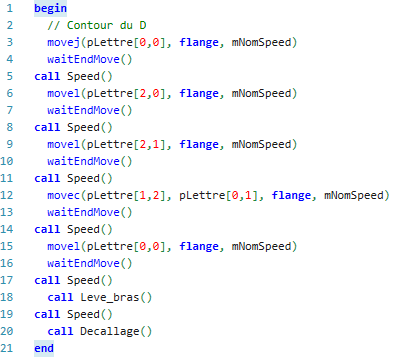 1 begin
2 // Contour du D
3 movej(pLettre[0,0], flange, mNomSpeed)
4 waitEndMove()
5 call Speed()
6 movel(pLettre[2,0], flange, mNomSpeed)
7 waitEndMove()
8 call Speed()
9 movel(pLettre[2,1], flange, mNomSpeed)
10 waitEndMove()
11 call Speed()
12 movec(pLettre[1,2], pLettre[0,1], flange, mNomSpeed)
13 waitEndMove()
14 call Speed()
15 movel(pLettre[0,0], flange, mNomSpeed)
16 waitEndMove()
17 call Speed()
18 call Leve_bras()
19 call Speed()
20 call Decallage()
21 end